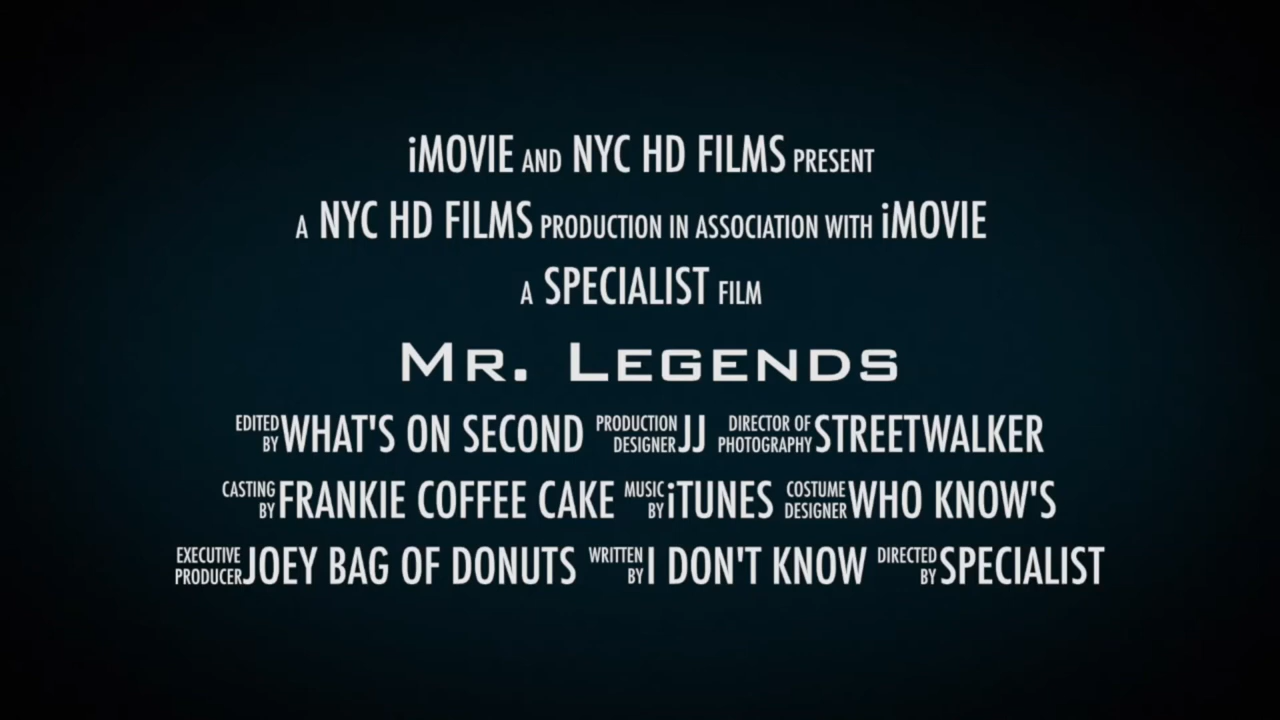 iMOVIE AND NYC HD FILMS PRESENT
A NYC HD FILMS PRODUCTION IN ASSOCIATION WITH iMOVIE
A SPECIALIST FILM
MR. LEGENDS
EDITED BY WHAT'S ON SECOND PRODUCTION DESIGNER JJ DIRECTOR OF PHOTOGRAPHY STREETWALKER
CASTING BY FRANKIE COFFEE CAKE MUSIC BY iTUNES COSTUME DESIGNER WHO KNOW'S
EXECUTIVE PRODUCER JOEY BAG OF DONUTS WRITTEN BY I DON'T KNOW DIRECTED BY SPECIALIST